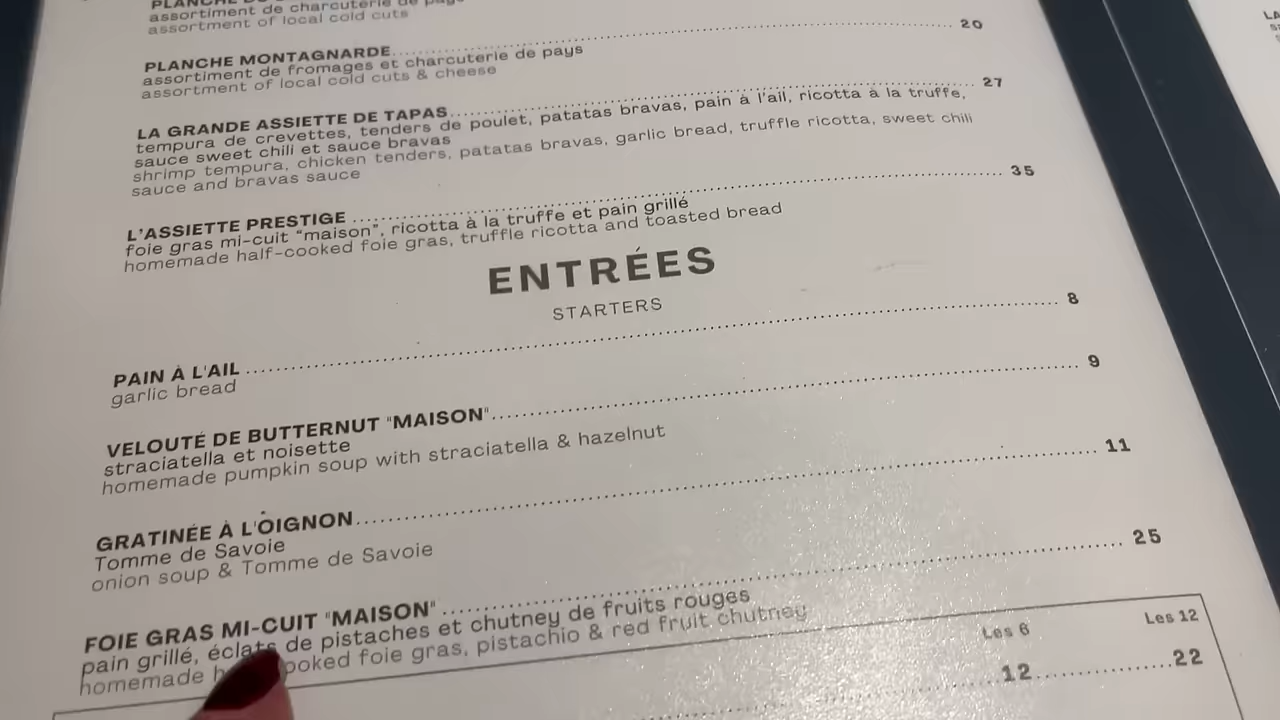 assortiment de charcuterie de pays
assortment of local cold cuts
PLANCHE MONTAGNARDE 20
assortiment de fromages et charcuterie de pays
assortment of local cold cuts & cheese
LA GRANDE ASSIETTE DE TAPAS 27
tempura de crevettes, tenders de poulet, patatas bravas, pain à l'ail, ricotta à la truffe,
sauce sweet chili et sauce bravas
shrimp tempura, chicken tenders, patatas bravas, garlic bread, truffle ricotta, sweet chili
sauce and bravas sauce
L'ASSIETTE PRESTIGE 35
foie gras mi-cuit "maison", ricotta à la truffe et pain grillé
homemade half-cooked foie gras, truffle ricotta and toasted bread
ENTRÉES
STARTERS
PAIN À L'AIL 8
garlic bread
VELOUTÉ DE BUTTERNUT "MAISON" 9
straciatella et noisette
homemade pumpkin soup with straciatella & hazelnut
GRATINÉE À L'OIGNON 11
Tomme de Savoie
onion soup & Tomme de Savoie
FOIE GRAS MI-CUIT "MAISON" 25
pain grillé, éclats de pistaches et chutney de fruits rouges
homemade foie gras, pistachio & red fruit chutney
Les 6 Les 12
12 22